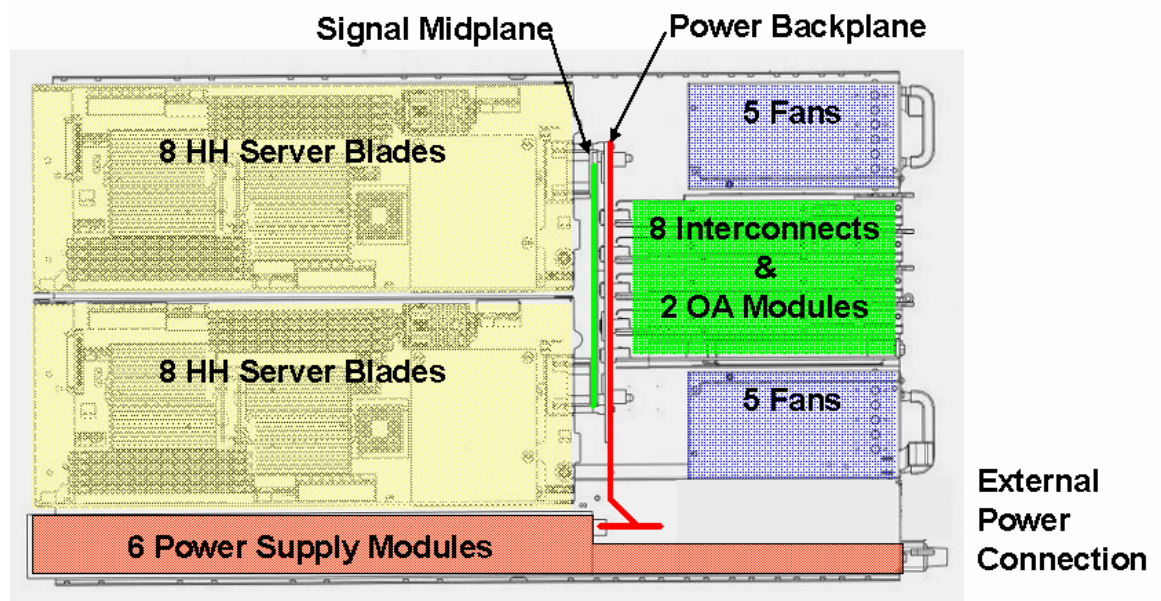 Signal Midplane
Power Backplane
8 HH Server Blades
5 Fans
8 Interconnects
&
2 OA Modules
8 HH Server Blades
5 Fans
6 Power Supply Modules
External
Power
Connection